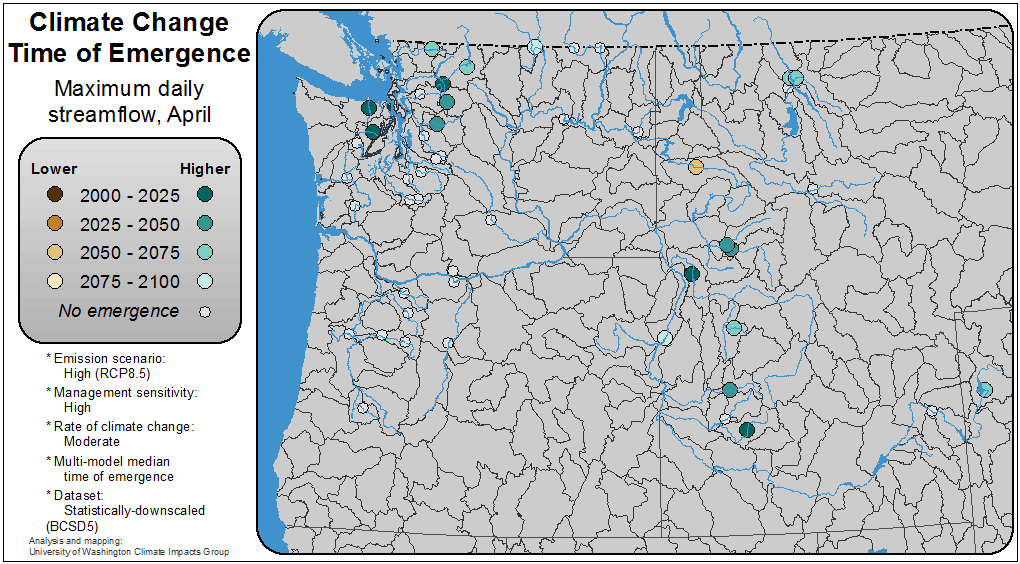 Climate Change
Time of Emergence
Maximum daily
streamflow, April
Lower Higher
2000 - 2025
2025 - 2050
2050 - 2075
2075 - 2100
No emergence
* Emission scenario:
High (RCP8.5)
* Management sensitivity:
High
* Rate of climate change:
Moderate
* Multi-model median
time of emergence
* Dataset:
Statistically-downscaled
(BCSD5)
Analysis and mapping:
University of Washington Climate Impacts Group